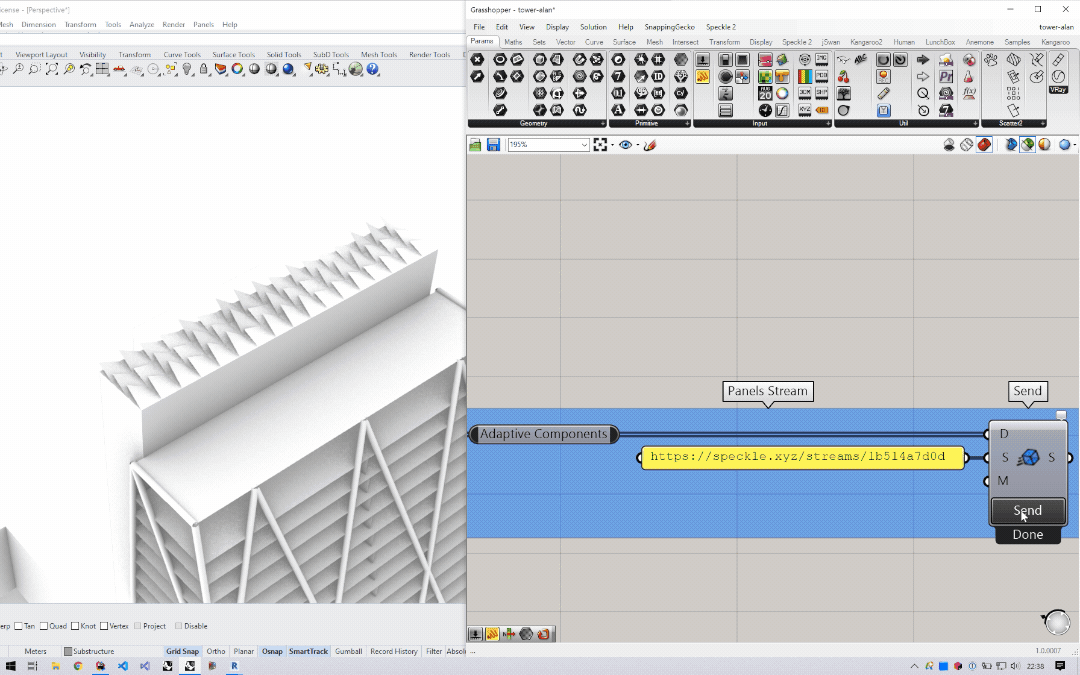 cense - [Perspective*]
Mesh Dimension Transform Tools Analyze Render Panels Help
Viewport Layout Visibility Transform Curve Tools Surface Tools Solid Tools SubD Tools Mesh Tools Render Tools
Grasshopper - tower-alan*
File Edit View Display Solution Help SnappingGecko Speckle 2 tower-alan
Params Maths Sets Vector Curve Surface Mesh Intersect Transform Display Speckle 2 jSwan Kangaroo2 Human LunchBox Anemone Samples Kangaroo
VRay
Geometry Primitive Input Util Scatter2
195%
Panels Stream
Send
Adaptive Components
https://speckle.xyz/streams/1b514a7d0d
D
S S
M
Send
Done
erp Tan Quad Knot Vertex Project Disable
Meters Substructure Grid Snap Ortho Planar Osnap SmartTrack Gumball Record History Filter Absol ...
1.0.0007
22:38